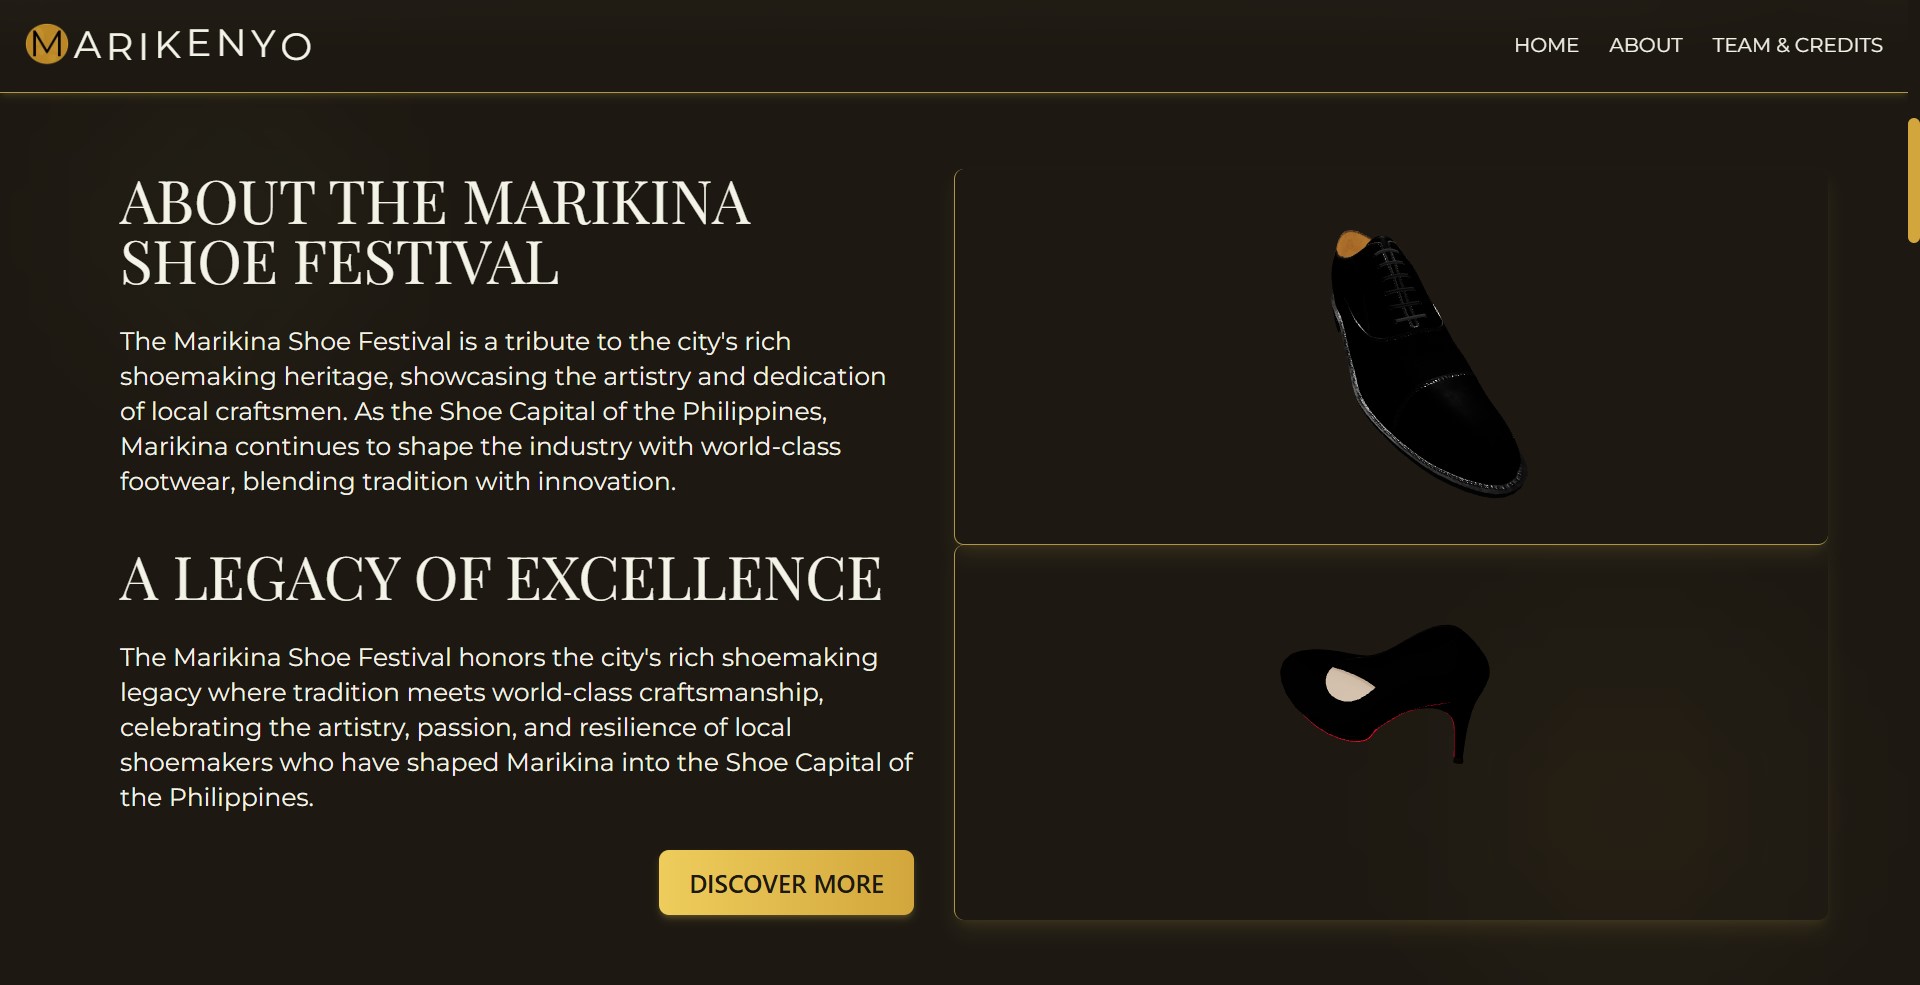 MARIKENYO
HOME ABOUT TEAM & CREDITS
ABOUT THE MARIKINA
SHOE FESTIVAL
The Marikina Shoe Festival is a tribute to the city's rich
shoemaking heritage, showcasing the artistry and dedication
of local craftsmen. As the Shoe Capital of the Philippines,
Marikina continues to shape the industry with world-class
footwear, blending tradition with innovation.
A LEGACY OF EXCELLENCE
The Marikina Shoe Festival honors the city's rich shoemaking
legacy where tradition meets world-class craftsmanship,
celebrating the artistry, passion, and resilience of local
shoemakers who have shaped Marikina into the Shoe Capital of
the Philippines.
DISCOVER MORE